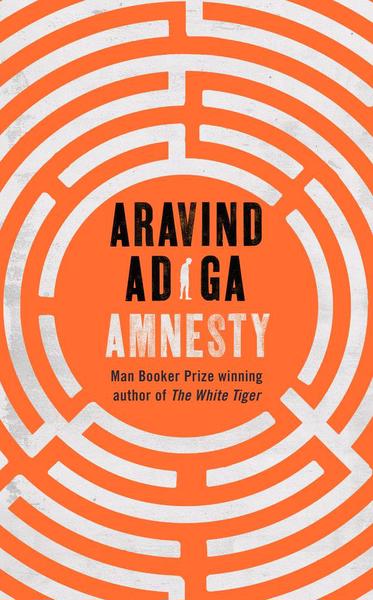 ARAVIND
ADIGA
AMNESTY
Man Booker Prize winning
author of The White Tiger